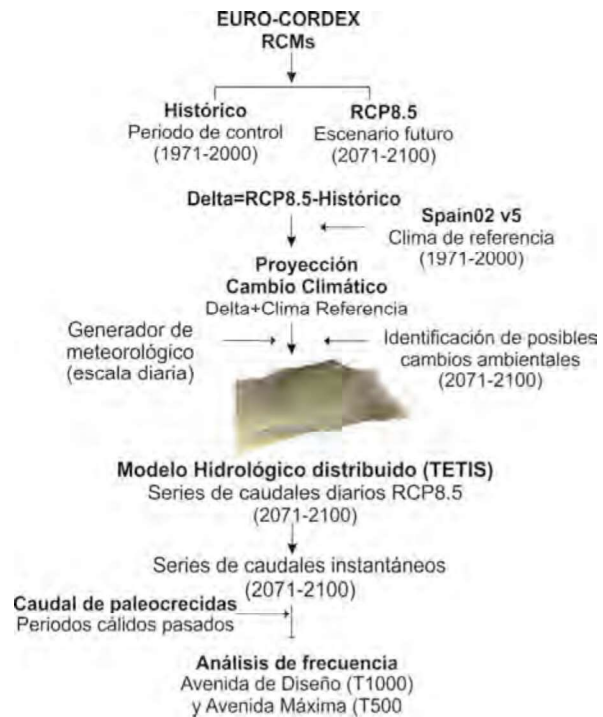 EURO-CORDEX
RCMs
Histórico
Periodo de control
(1971-2000)
RCP8.5
Escenario futuro
(2071-2100)
Delta=RCP8.5-Histórico
Spain02 v5
Clima de referencia
(1971-2000)
Proyección
Cambio Climático
Delta+Clima Referencia
Generador de
meteorológico
(escala diaria)
Identificación de posibles
cambios ambientales
(2071-2100)
Modelo Hidrológico distribuido (TETIS)
Series de caudales diarios RCP8.5
(2071-2100)
Series de caudales instantáneos
(2071-2100)
Caudal de paleocrecidas
Periodos cálidos pasados
Análisis de frecuencia
Avenida de Diseño (T1000)
y Avenida Máxima (T500